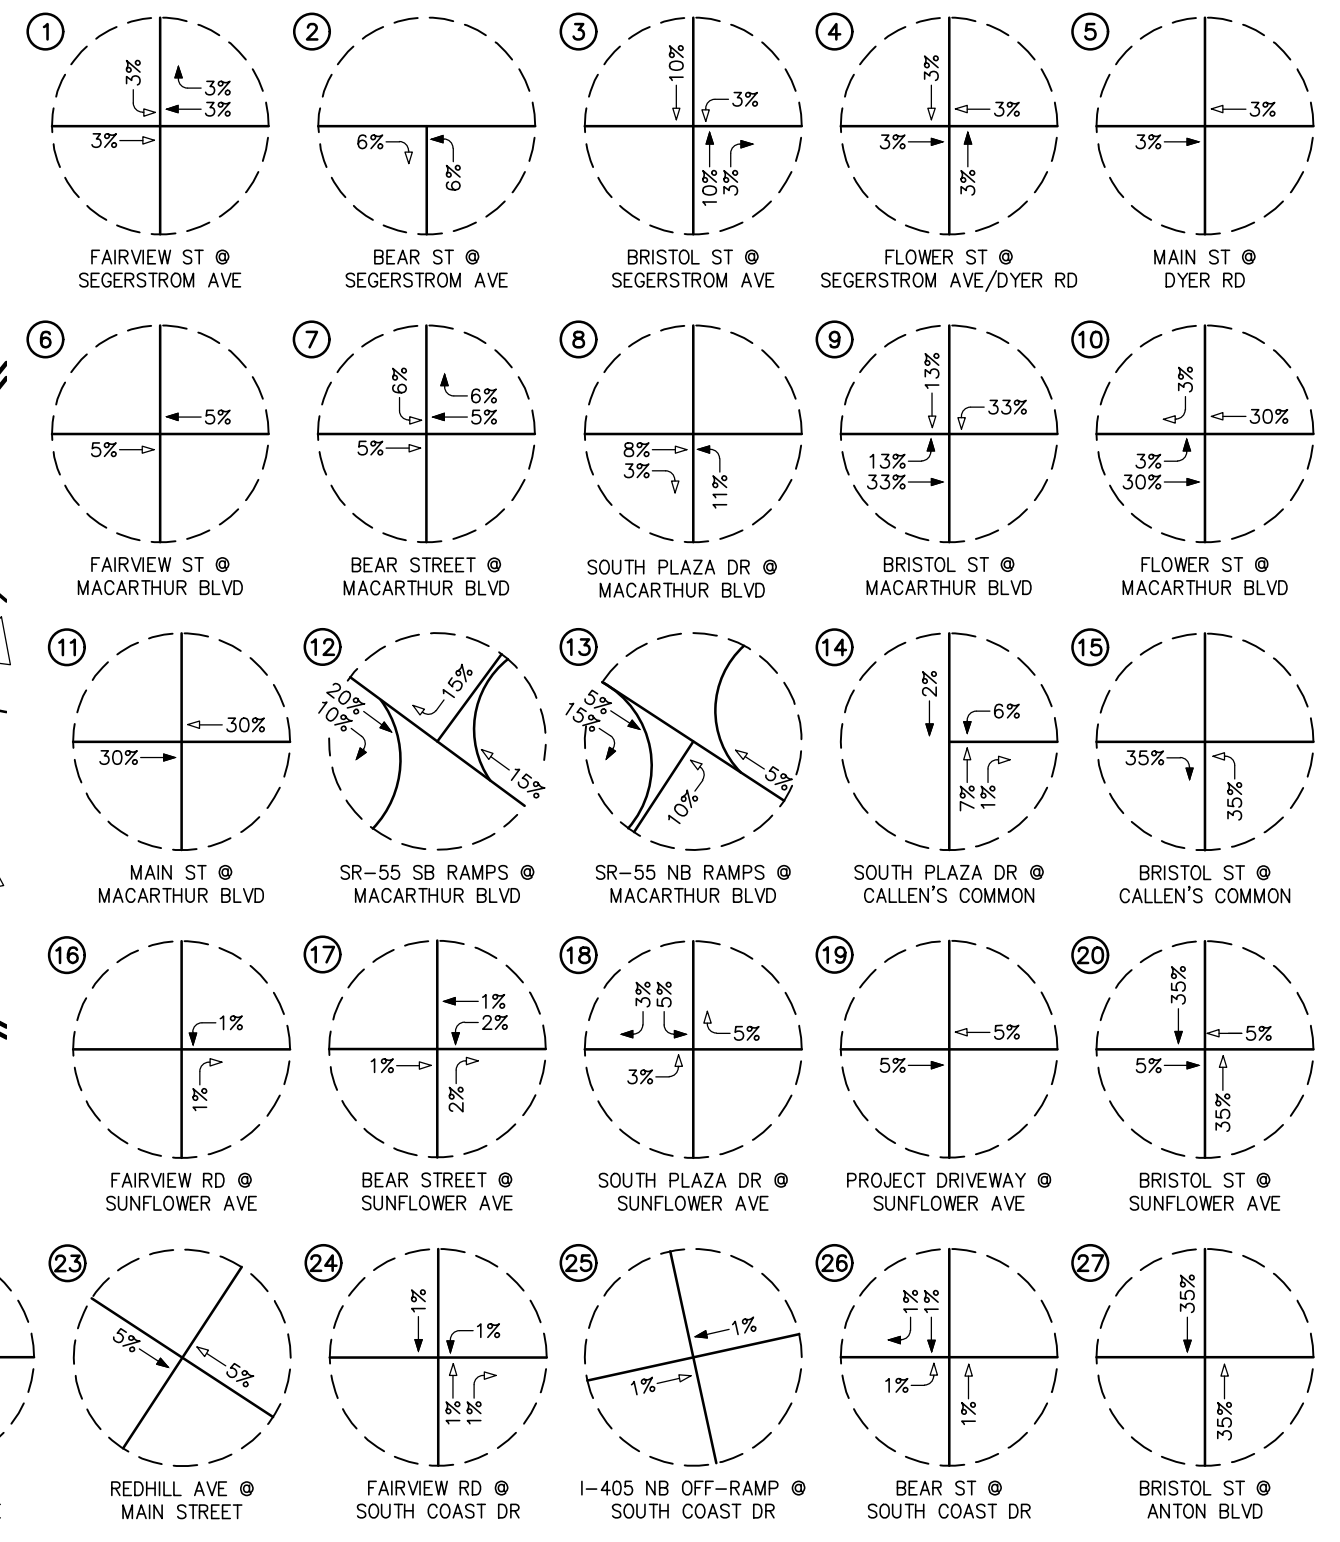 1
3%
3%
3%
3%
FAIRVIEW ST @
SEGERSTROM AVE
2
6%
6%
BEAR ST @
SEGERSTROM AVE
3
10%
3%
10%
3%
BRISTOL ST @
SEGERSTROM AVE
4
3%
3%
3%
3%
FLOWER ST @
SEGERSTROM AVE/DYER RD
5
3%
3%
MAIN ST @
DYER RD
6
5%
5%
FAIRVIEW ST @
MACARTHUR BLVD
7
6%
6%
5%
5%
BEAR STREET @
MACARTHUR BLVD
8
8%
3%
11%
SOUTH PLAZA DR @
MACARTHUR BLVD
9
13%
33%
13%
33%
BRISTOL ST @
MACARTHUR BLVD
10
3%
30%
3%
30%
FLOWER ST @
MACARTHUR BLVD
11
30%
30%
MAIN ST @
MACARTHUR BLVD
12
15%
20%
10%
15%
SR-55 SB RAMPS @
MACARTHUR BLVD
13
5%
15%
10%
5%
SR-55 NB RAMPS @
MACARTHUR BLVD
14
2%
6%
7%
1%
SOUTH PLAZA DR @
CALLEN'S COMMON
15
35%
35%
BRISTOL ST @
CALLEN'S COMMON
16
1%
1%
FAIRVIEW RD @
SUNFLOWER AVE
17
1%
2%
1%
2%
BEAR STREET @
SUNFLOWER AVE
18
3%
5%
5%
3%
SOUTH PLAZA DR @
SUNFLOWER AVE
19
5%
5%
PROJECT DRIVEWAY @
SUNFLOWER AVE
20
35%
5%
5%
35%
BRISTOL ST @
SUNFLOWER AVE
23
5%
5%
REDHILL AVE @
MAIN STREET
24
1%
1%
1%
1%
FAIRVIEW RD @
SOUTH COAST DR
25
1%
1%
I-405 NB OFF-RAMP @
SOUTH COAST DR
26
1%
1%
1%
1%
BEAR ST @
SOUTH COAST DR
27
35%
35%
BRISTOL ST @
ANTON BLVD